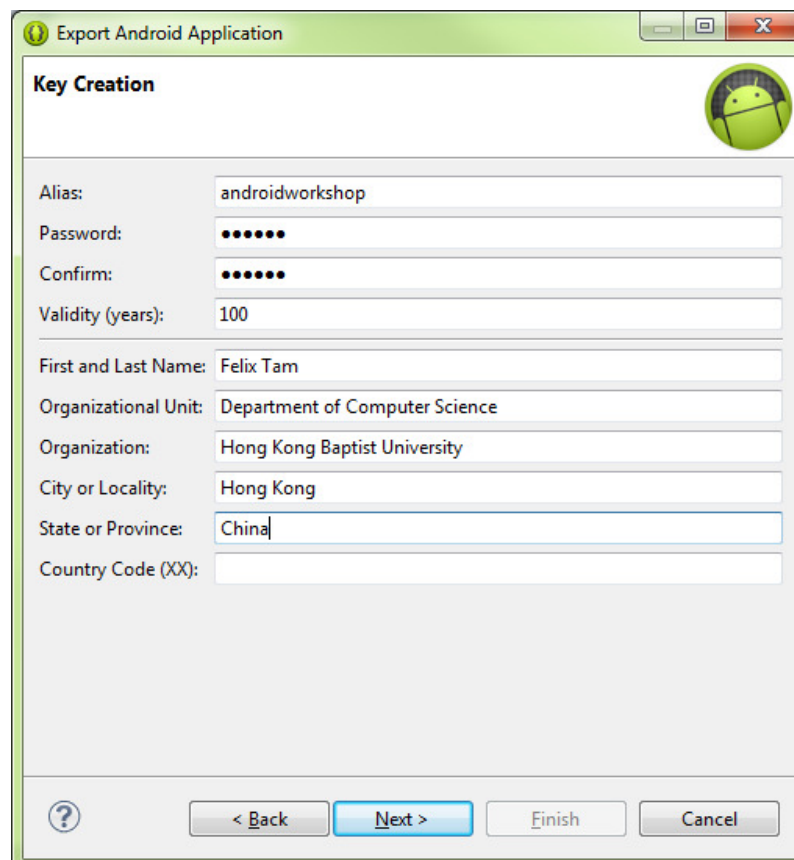 Export Android Application
Key Creation
Alias: androidworkshop
Password: ●●●●●●
Confirm: ●●●●●●
Validity (years): 100
First and Last Name: Felix Tam
Organizational Unit: Department of Computer Science
Organization: Hong Kong Baptist University
City or Locality: Hong Kong
State or Province: China
Country Code (XX):
? < Back Next > Finish Cancel